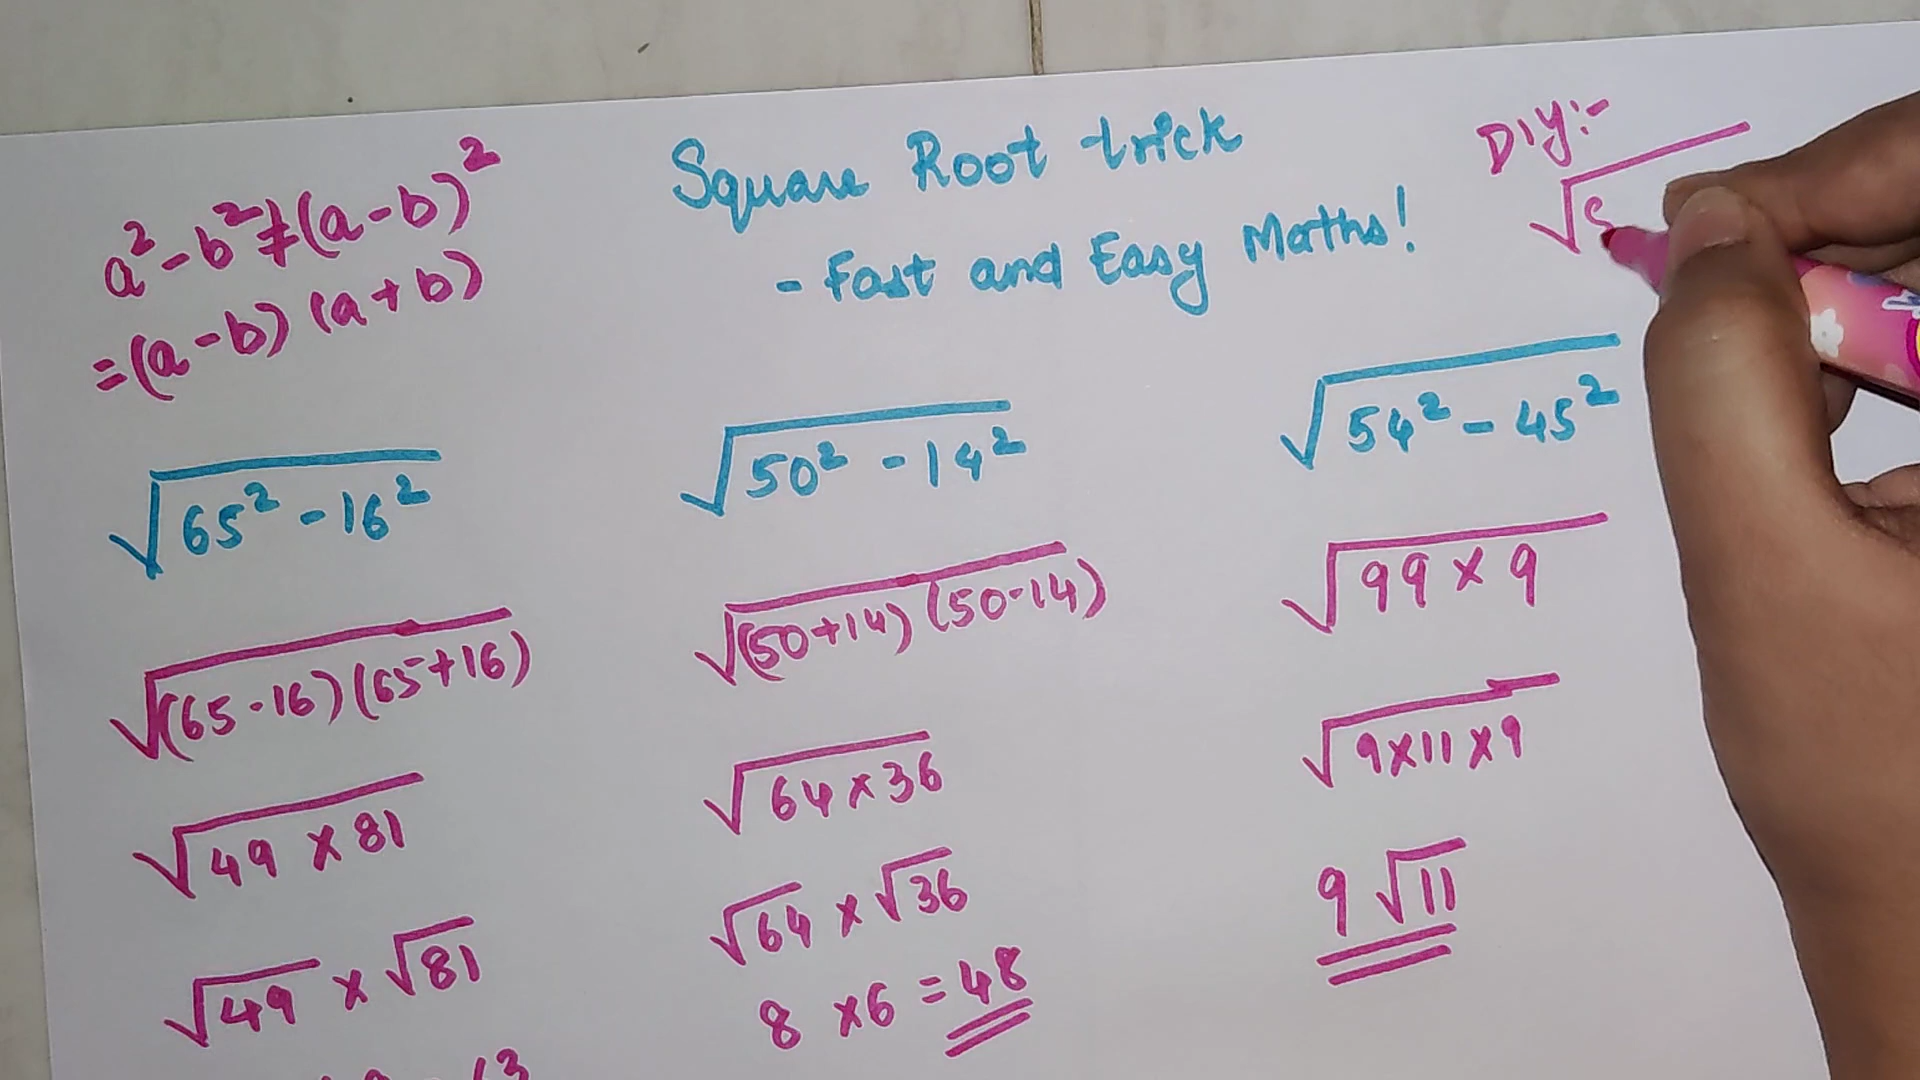 a² - b² ≠ (a - b)²
= (a - b) (a + b)
Square Root trick
- Fast and Easy Maths!
DIY:-
√65² - 16²
√(65 - 16) (65 + 16)
√49 × 81
√49 × √81
√50² - 14²
√(50 + 14) (50 - 14)
√64 × 36
√64 × √36
8 × 6 = 48
√54² - 45²
√99 × 9
√9 × 11 × 9
9 √11